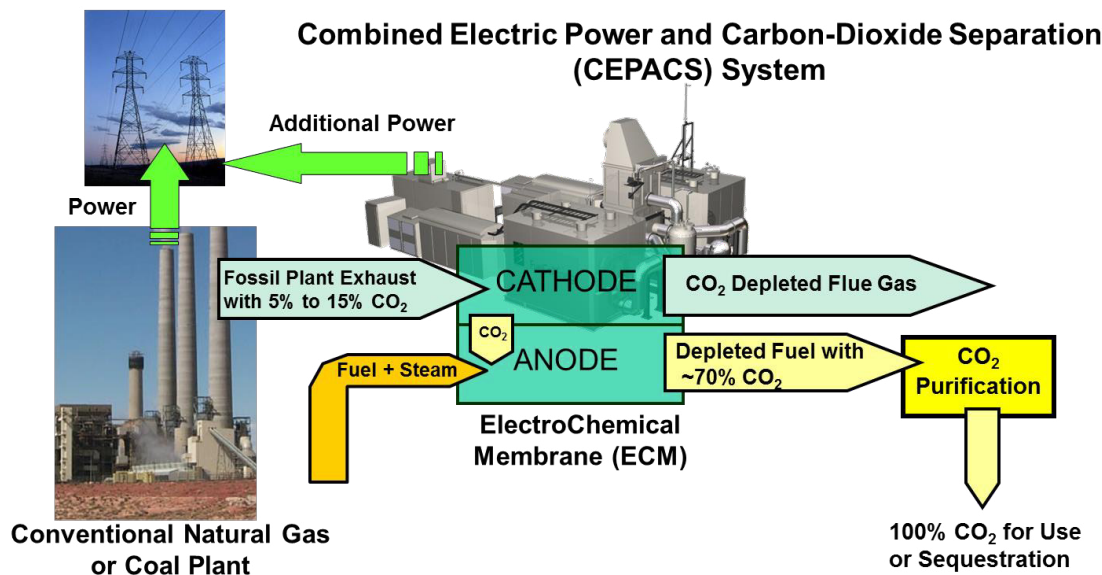 Combined Electric Power and Carbon-Dioxide Separation
(CEPACS) System
Additional Power
Power
Fossil Plant Exhaust
with 5% to 15% CO₂
CATHODE
CO₂ Depleted Flue Gas
CO₂
ANODE
Fuel + Steam
Depleted Fuel with
~70% CO₂
CO₂
Purification
ElectroChemical
Membrane (ECM)
Conventional Natural Gas
or Coal Plant
100% CO₂ for Use
or Sequestration